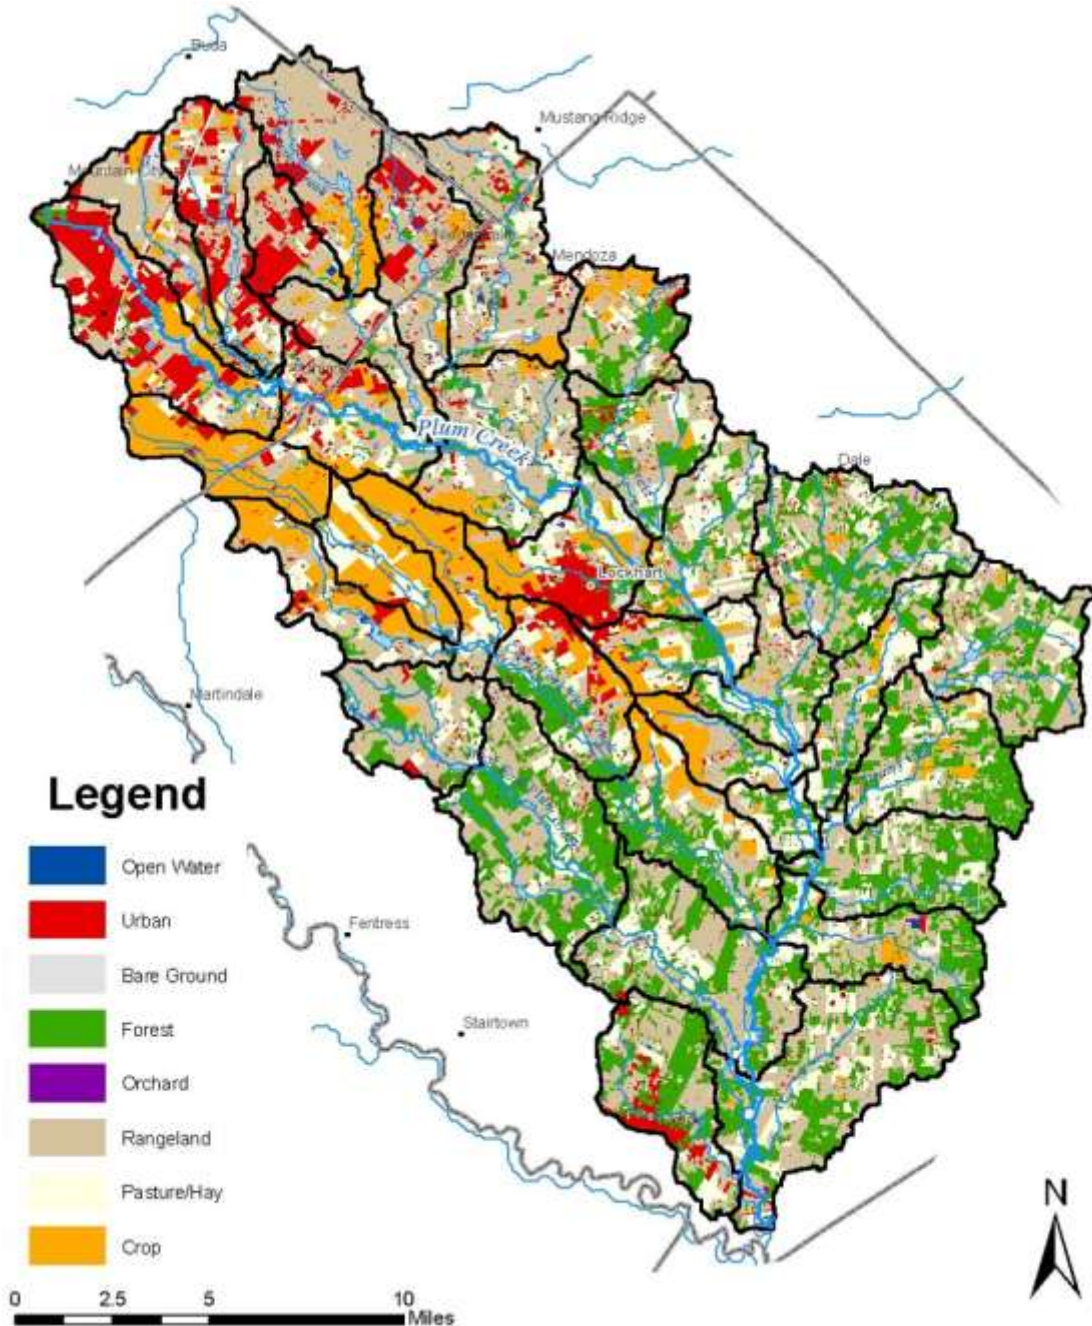 Buda
Mustang Ridge
Mendoza
Plum Creek
Dale
Lockhart
Martindale
Legend
Open Water
Urban
Bare Ground
Forest
Orchard
Rangeland
Pasture/Hay
Crop
Fentress
Stairtown
N
0 2.5 5 10
Miles